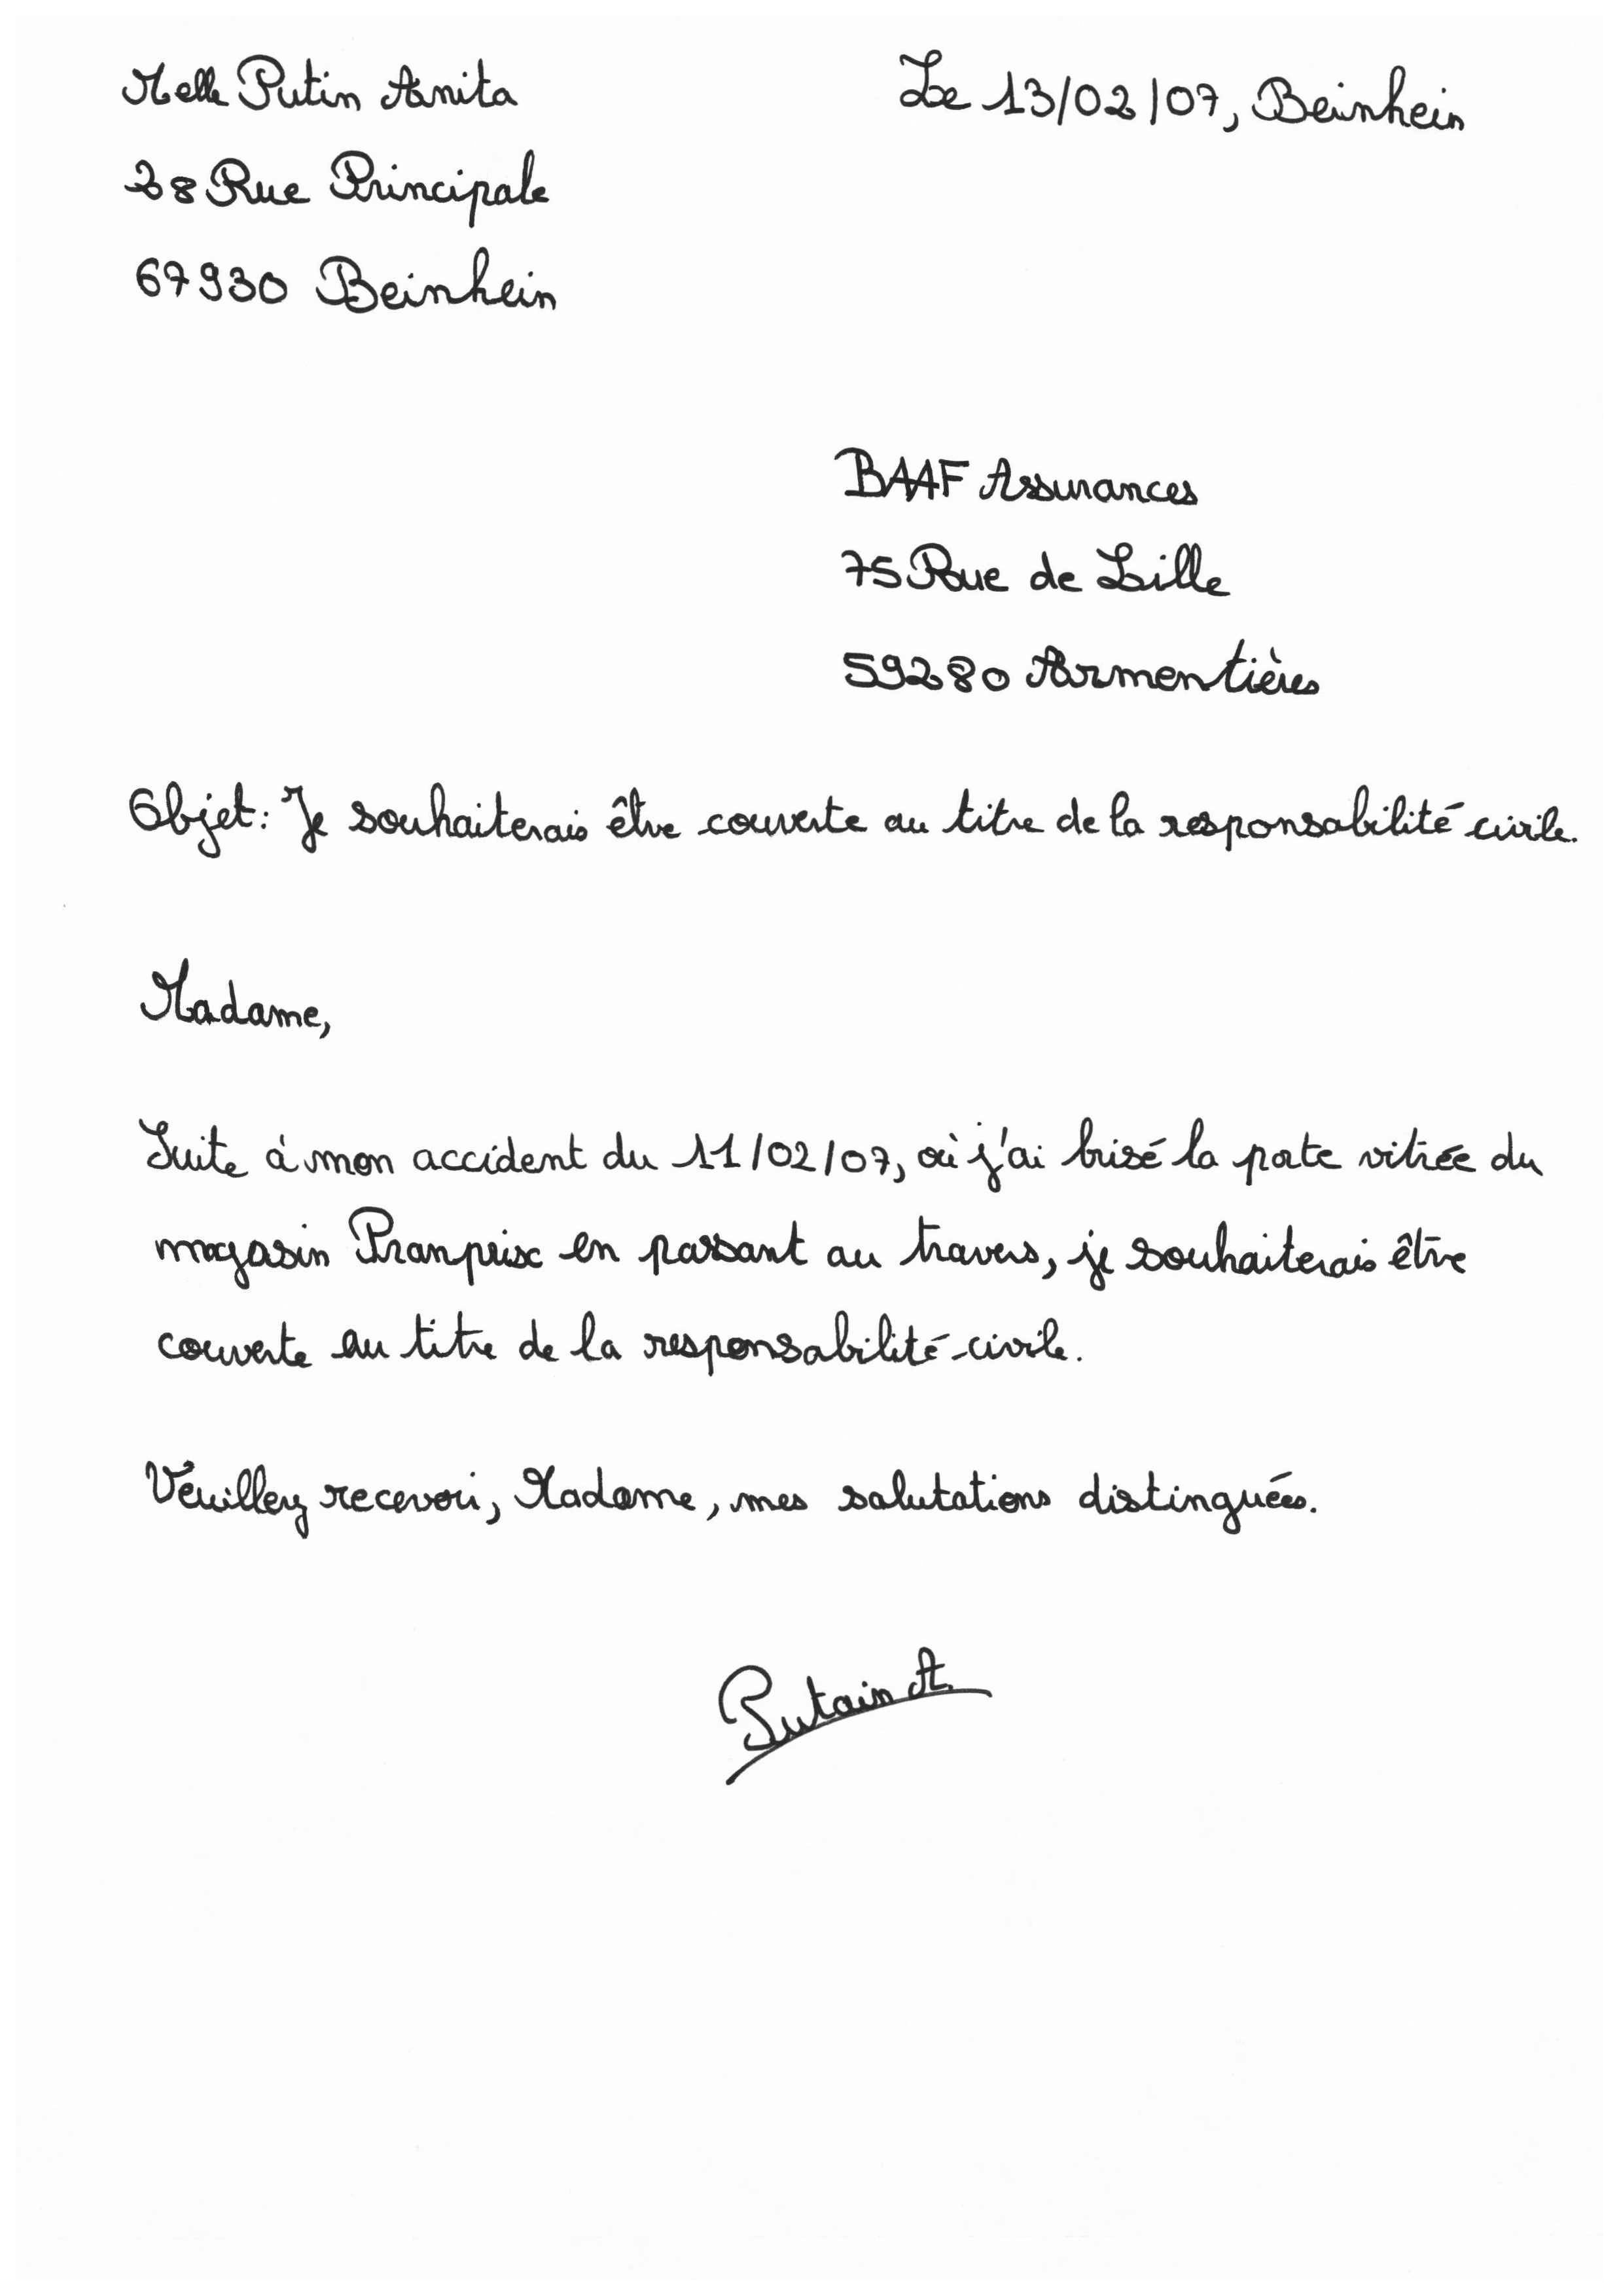 Melle Putin Anita
Le 13/02/07, Beinhein
28 Rue Principale
67930 Beinhein
BAAF Assurances
75 Rue de Lille
59280 Armentières
Objet: Je souhaiterais être couverte au titre de la responsabilité civile.
Madame,
Suite à mon accident du 11/02/07, où j'ai brisé la porte vitrée du
magasin Pranprix en passant au travers, je souhaiterais être
couverte au titre de la responsabilité-civile.
Veuillez recevoir, Madame, mes salutations distinguées.
Putain A.